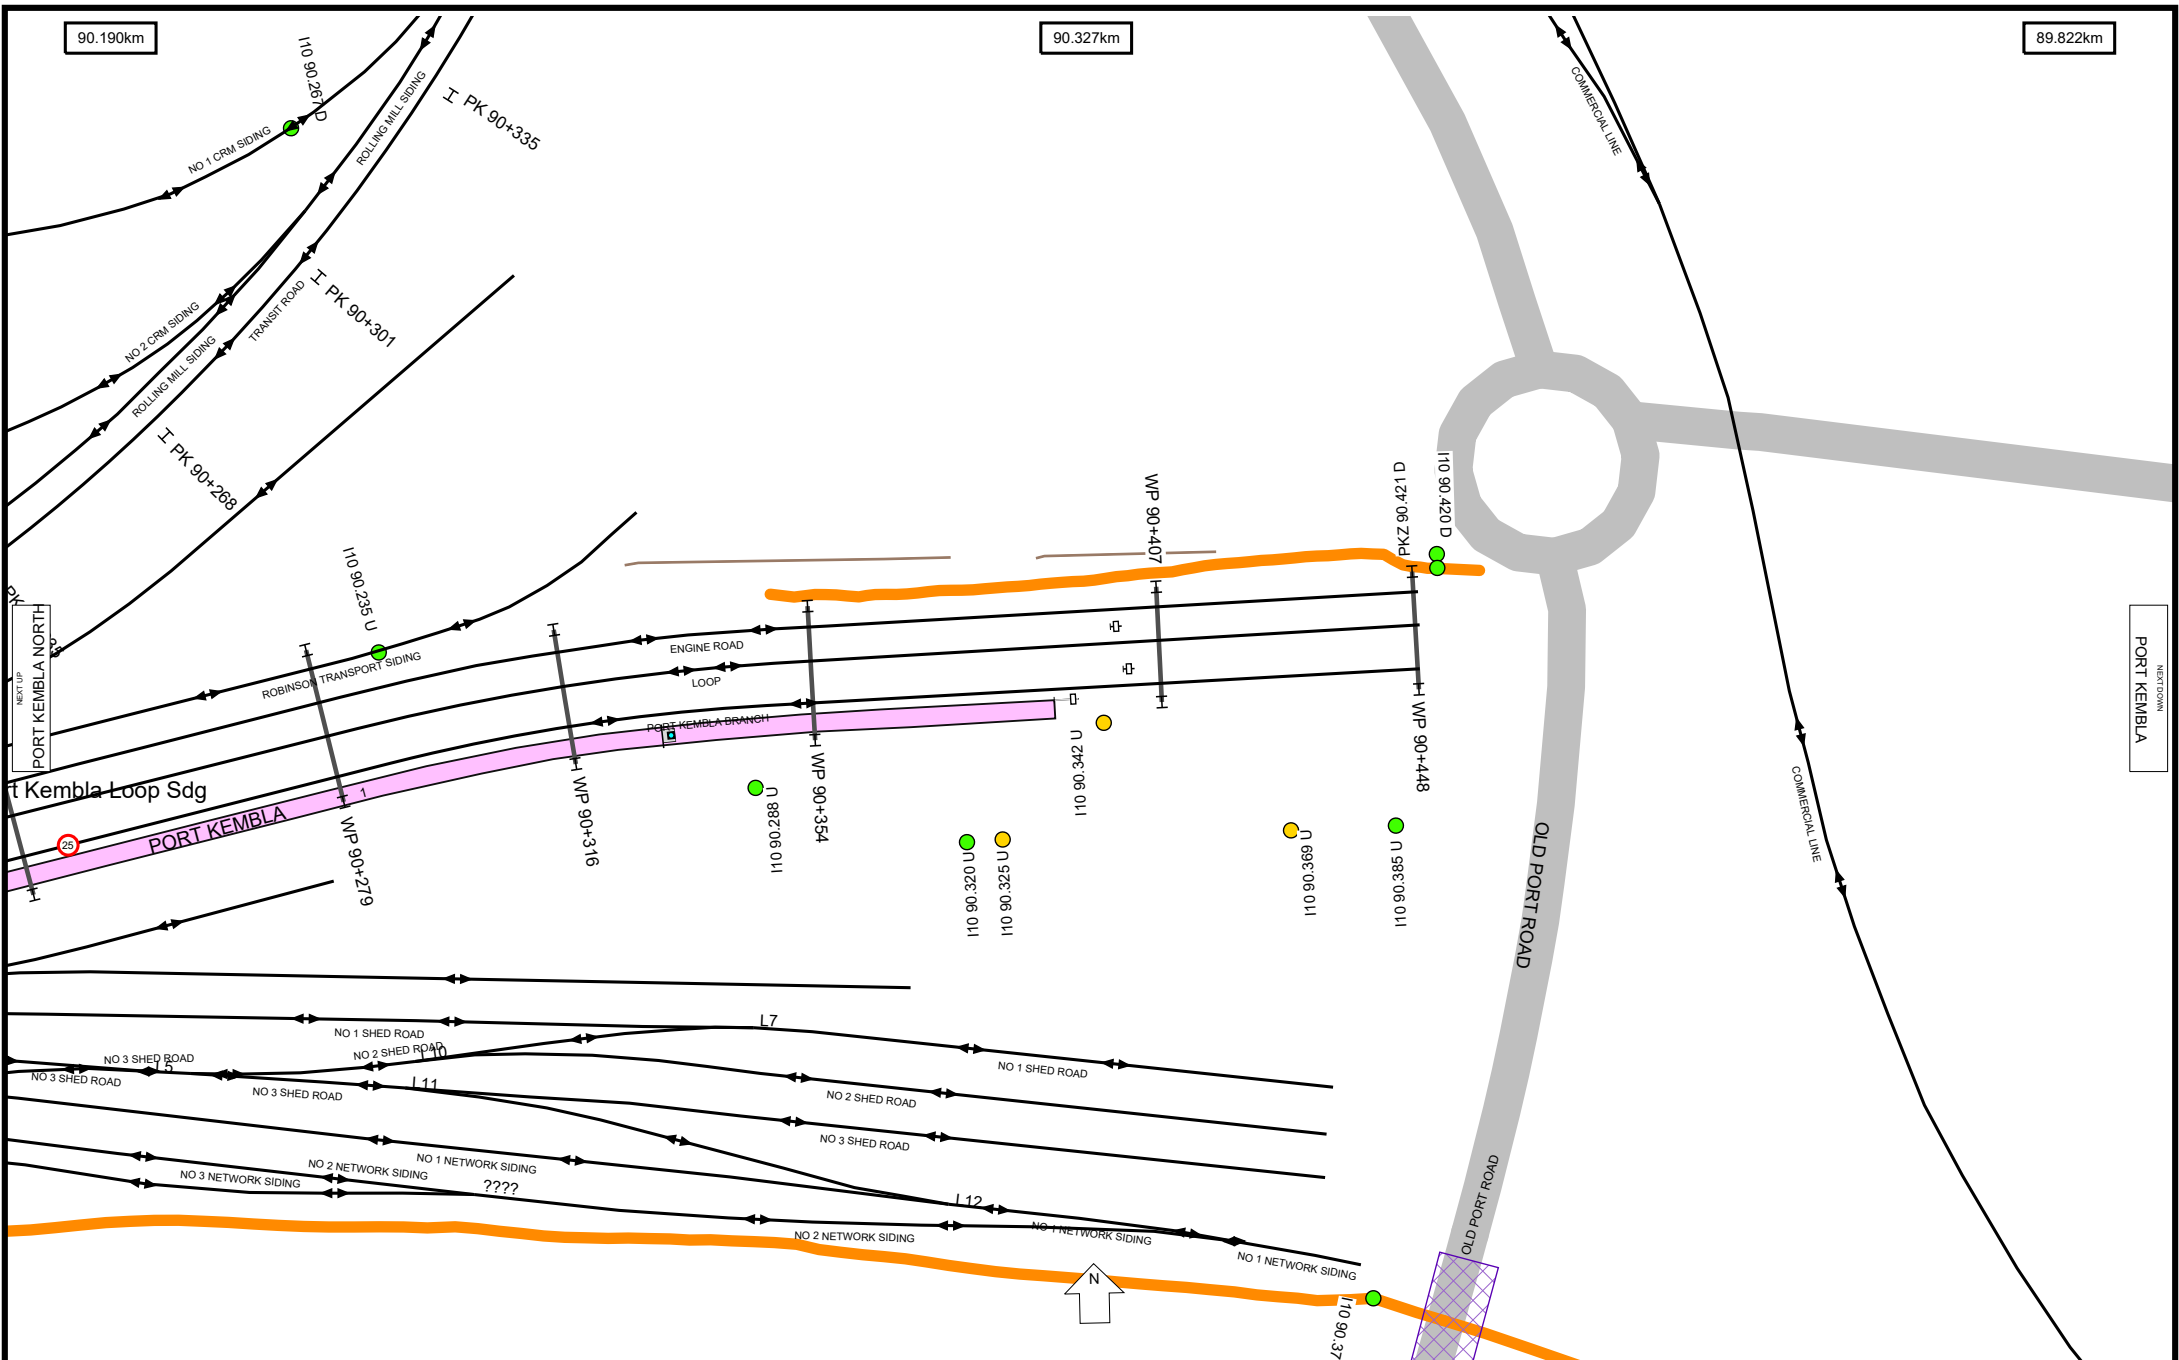 90.190km
90.327km
89.822km
I10 90.267 D
NO 1 CRM SIDING
ROLLING MILL SIDING
PK 90+335
COMMERCIAL LINE
NO 2 CRM SIDING
ROLLING MILL SIDING
TRANSIT ROAD
PK 90+301
PK 90+268
I10 90.235 U
ROBINSON TRANSPORT SIDING
WP 90+407
PKZ 90.421 D
I10 90.420 D
NEXT UP
PORT KEMBLA NORTH
ENGINE ROAD
LOOP
PORT KEMBLA BRANCH
NEXT DOWN
PORT KEMBLA
t Kembla Loop Sdg
25
PORT KEMBLA
1
WP 90+279
WP 90+316
I10 90.288 U
WP 90+354
I10 90.320 U
I10 90.325 U
I10 90.342 U
I10 90.369 U
I10 90.385 U
WP 90+448
OLD PORT ROAD
COMMERCIAL LINE
L7
NO 1 SHED ROAD
NO 2 SHED ROAD
L10
NO 3 SHED ROAD
L5
NO 3 SHED ROAD
NO 3 SHED ROAD
L11
NO 1 SHED ROAD
NO 2 SHED ROAD
NO 3 SHED ROAD
NO 1 NETWORK SIDING
NO 2 NETWORK SIDING
NO 3 NETWORK SIDING
????
L12
NO 1 NETWORK SIDING
NO 2 NETWORK SIDING
NO 1 NETWORK SIDING
OLD PORT ROAD
N
I10 90.37